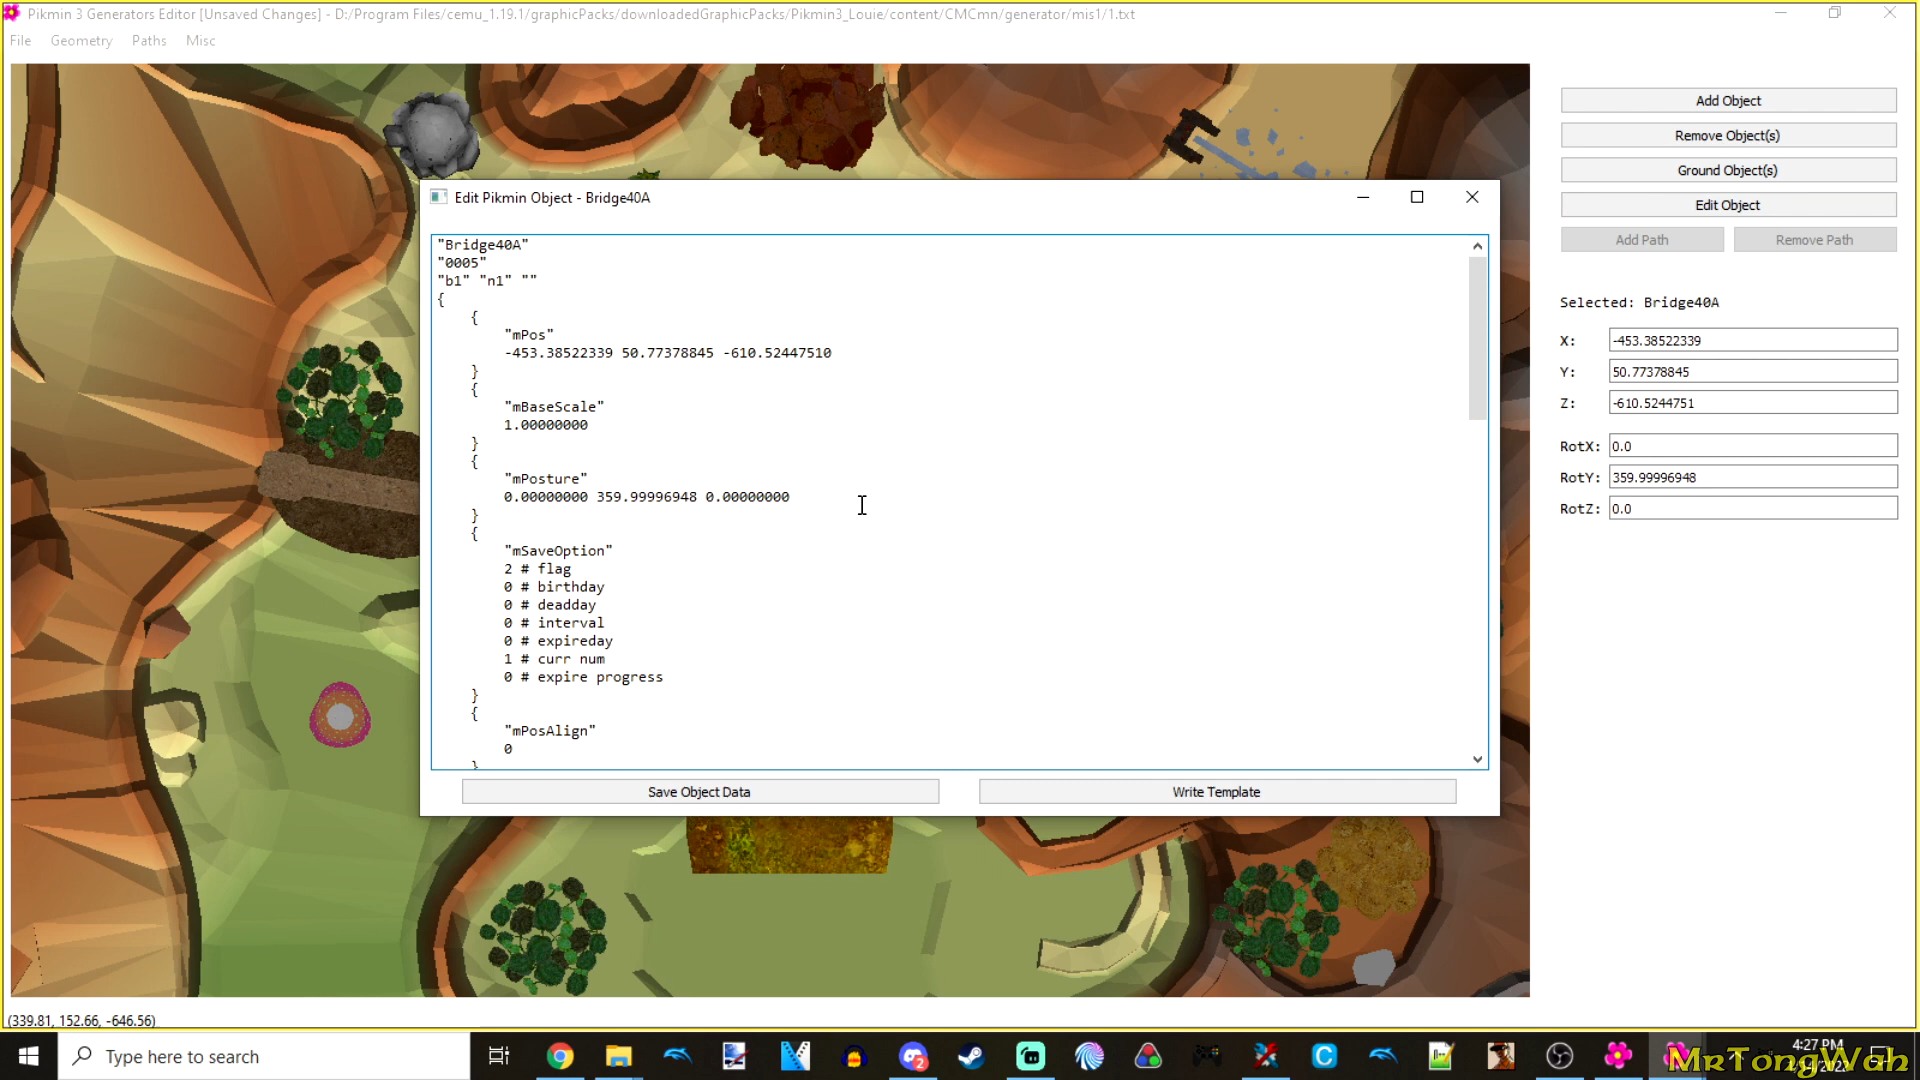 Pikmin 3 Generators Editor [Unsaved Changes] - D:/Program Files/cemu_1.19.1/graphicPacks/downloadedGraphicPacks/Pikmin3_Louie/content/CMCmn/generator/mis1/1.txt
File Geometry Paths Misc
Add Object
Remove Object(s)
Ground Object(s)
Edit Object
Add Path Remove Path
Selected: Bridge40A
X: -453.38522339
Y: 50.77378845
Z: -610.5244751
RotX: 0.0
RotY: 359.99996948
RotZ: 0.0
Edit Pikmin Object - Bridge40A
"Bridge40A"
"0005"
"b1" "n1" ""
{
{
"mPos"
-453.38522339 50.77378845 -610.52447510
}
{
"mBaseScale"
1.00000000
}
{
"mPosture"
0.00000000 359.99996948 0.00000000
}
{
"mSaveOption"
2 # flag
0 # birthday
0 # deadday
0 # interval
0 # expireday
1 # curr num
0 # expire progress
}
{
"mPosAlign"
0
}
Save Object Data Write Template
(339.81, 152.66, -646.56)
Type here to search
4:27 PM
MrTongWah